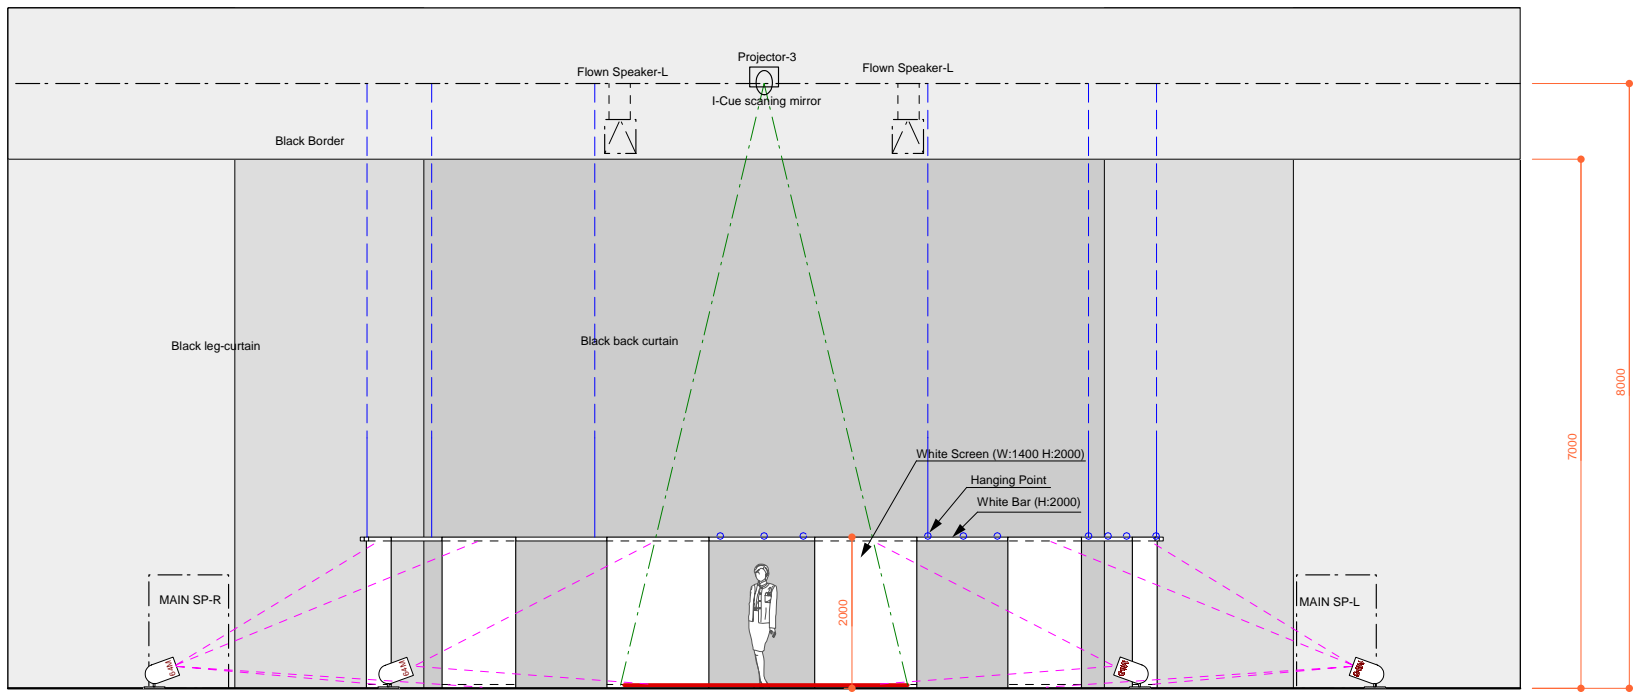 Projector-3
Flown Speaker-L
Flown Speaker-L
I-Cue scaning mirror
Black Border
Black leg-curtain
Black back curtain
8000
7000
White Screen (W:1400 H:2000)
Hanging Point
White Bar (H:2000)
MAIN SP-R
MAIN SP-L
2000